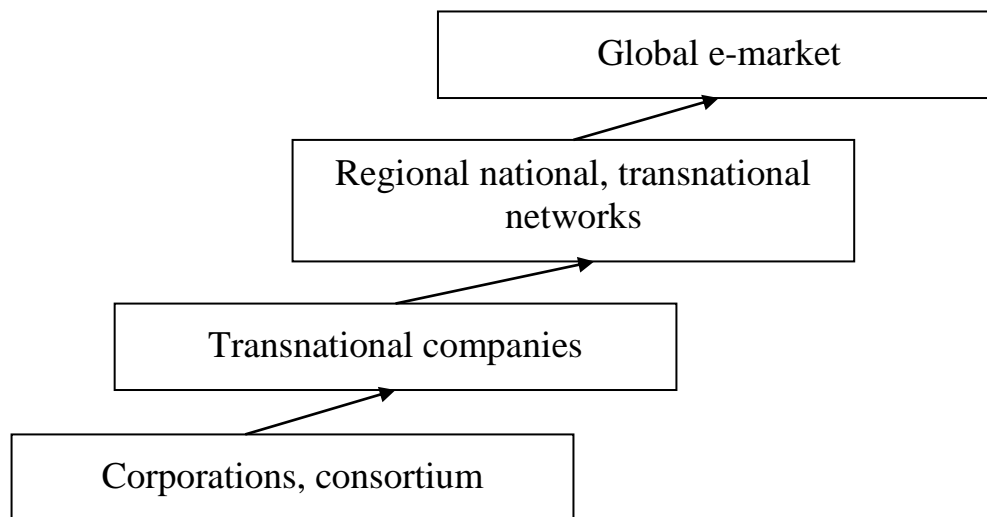 Global e-market
Regional national, transnational
networks
Transnational companies
Corporations, consortium